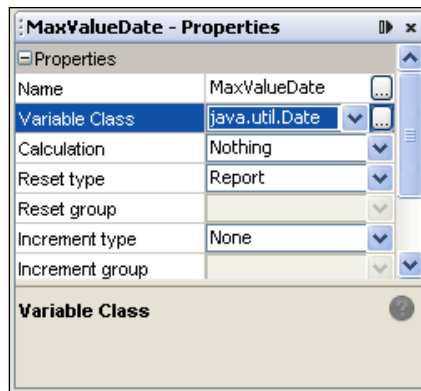 MaxValueDate - Properties
Properties
Name MaxValueDate ...
Variable Class java.util.Date ...
Calculation Nothing
Reset type Report
Reset group
Increment type None
Increment group
Variable Class ?